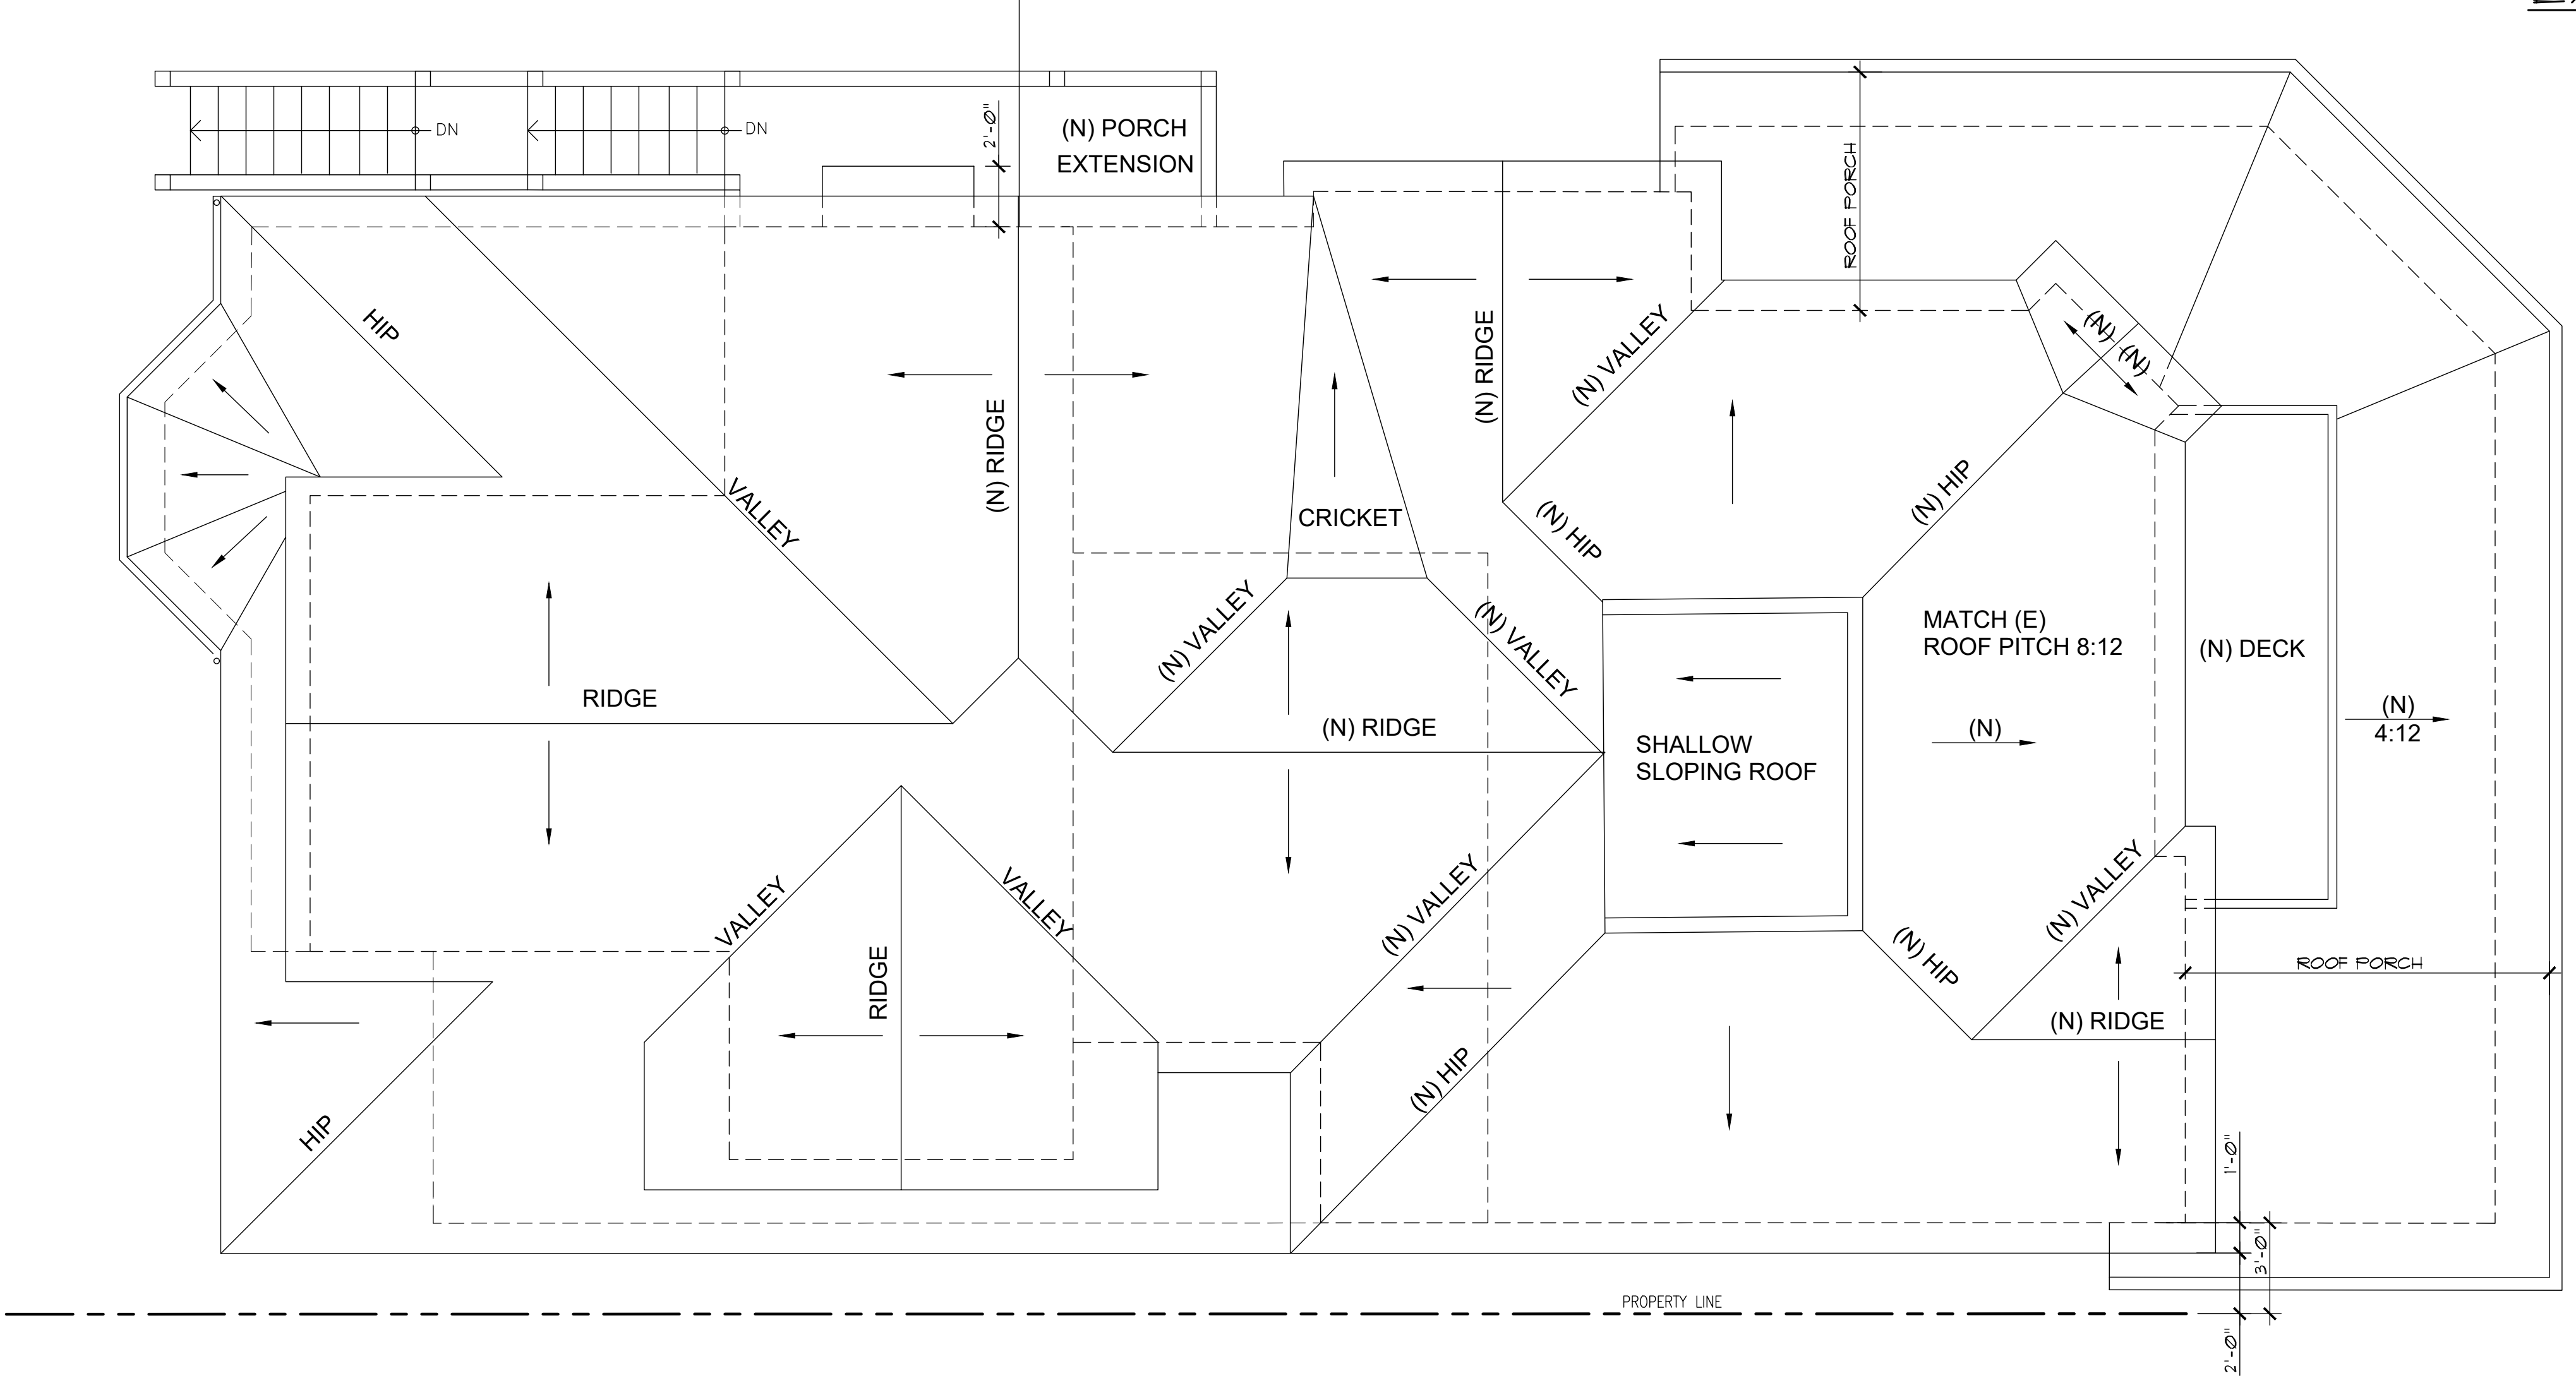 DN
DN
2'-0"
(N) PORCH
EXTENSION
ROOF PORCH
HIP
(N) RIDGE
(N) RIDGE
(N) VALLEY
(N)
(N)
VALLEY
CRICKET
(N) HIP
(N) HIP
(N) VALLEY
(N) VALLEY
MATCH (E)
ROOF PITCH 8:12
(N) DECK
RIDGE
(N) RIDGE
SHALLOW
SLOPING ROOF
(N)
(N)
4:12
VALLEY
VALLEY
RIDGE
(N) VALLEY
(N) HIP
(N) VALLEY
ROOF PORCH
(N) RIDGE
HIP
(N) HIP
1'-0"
3'-0"
PROPERTY LINE
2'-0"